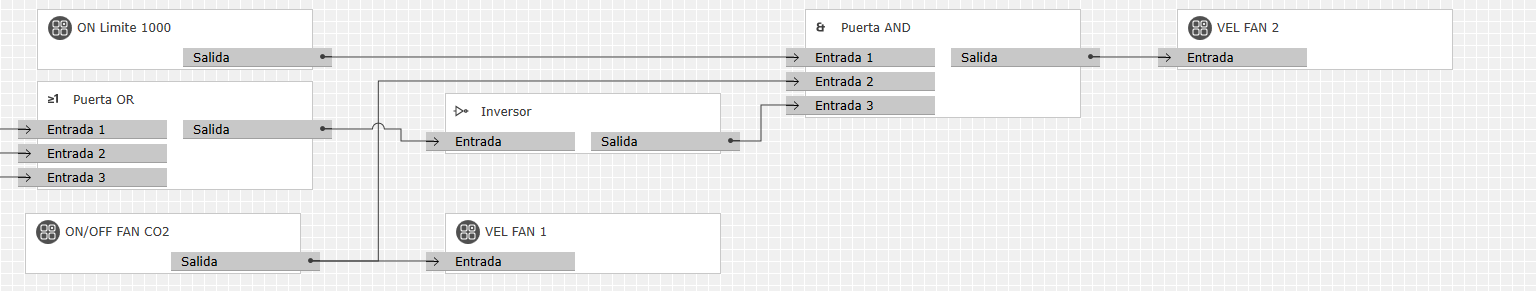 ON Limite 1000
Salida
Puerta OR
≥1
Entrada 1
Salida
Entrada 2
Entrada 3
ON/OFF FAN CO2
Salida
Inversor
Entrada
Salida
VEL FAN 1
Entrada
&
Puerta AND
Entrada 1
Salida
Entrada 2
Entrada 3
VEL FAN 2
Entrada